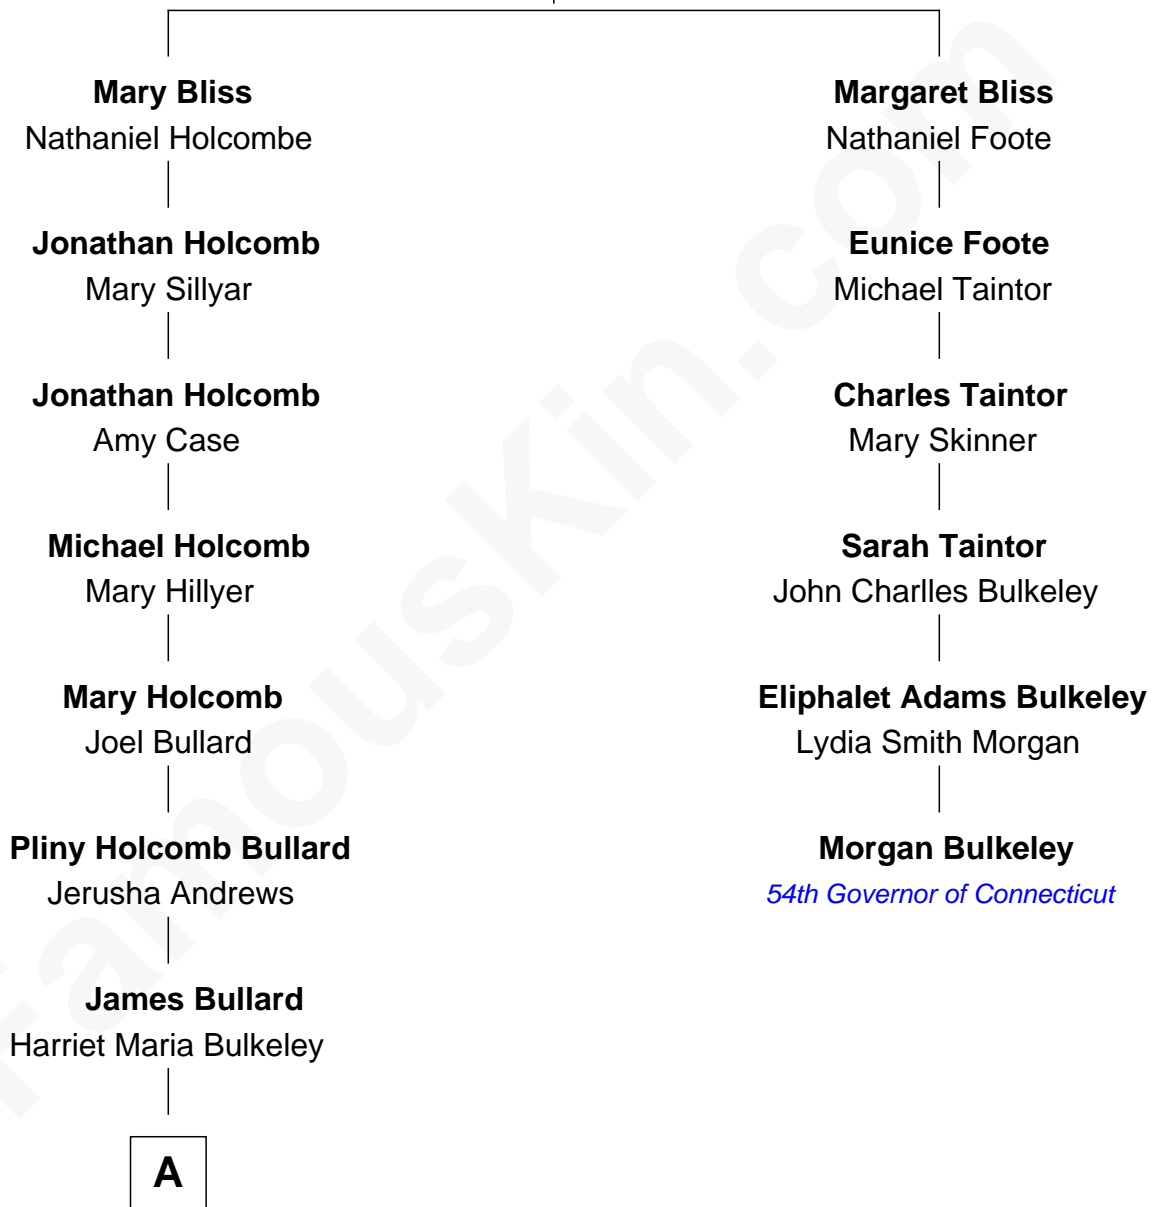 Mary Bliss
Nathaniel Holcombe
Jonathan Holcomb
Mary Sillyar
Jonathan Holcomb
Amy Case
Michael Holcomb
Mary Hillyer
Mary Holcomb
Joel Bullard
Pliny Holcomb Bullard
Jerusha Andrews
James Bullard
Harriet Maria Bulkeley
A
Margaret Bliss
Nathaniel Foote
Eunice Foote
Michael Taintor
Charles Taintor
Mary Skinner
Sarah Taintor
John Charlles Bulkeley
Eliphalet Adams Bulkeley
Lydia Smith Morgan
Morgan Bulkeley
54th Governor of Connecticut
FamousKin.com